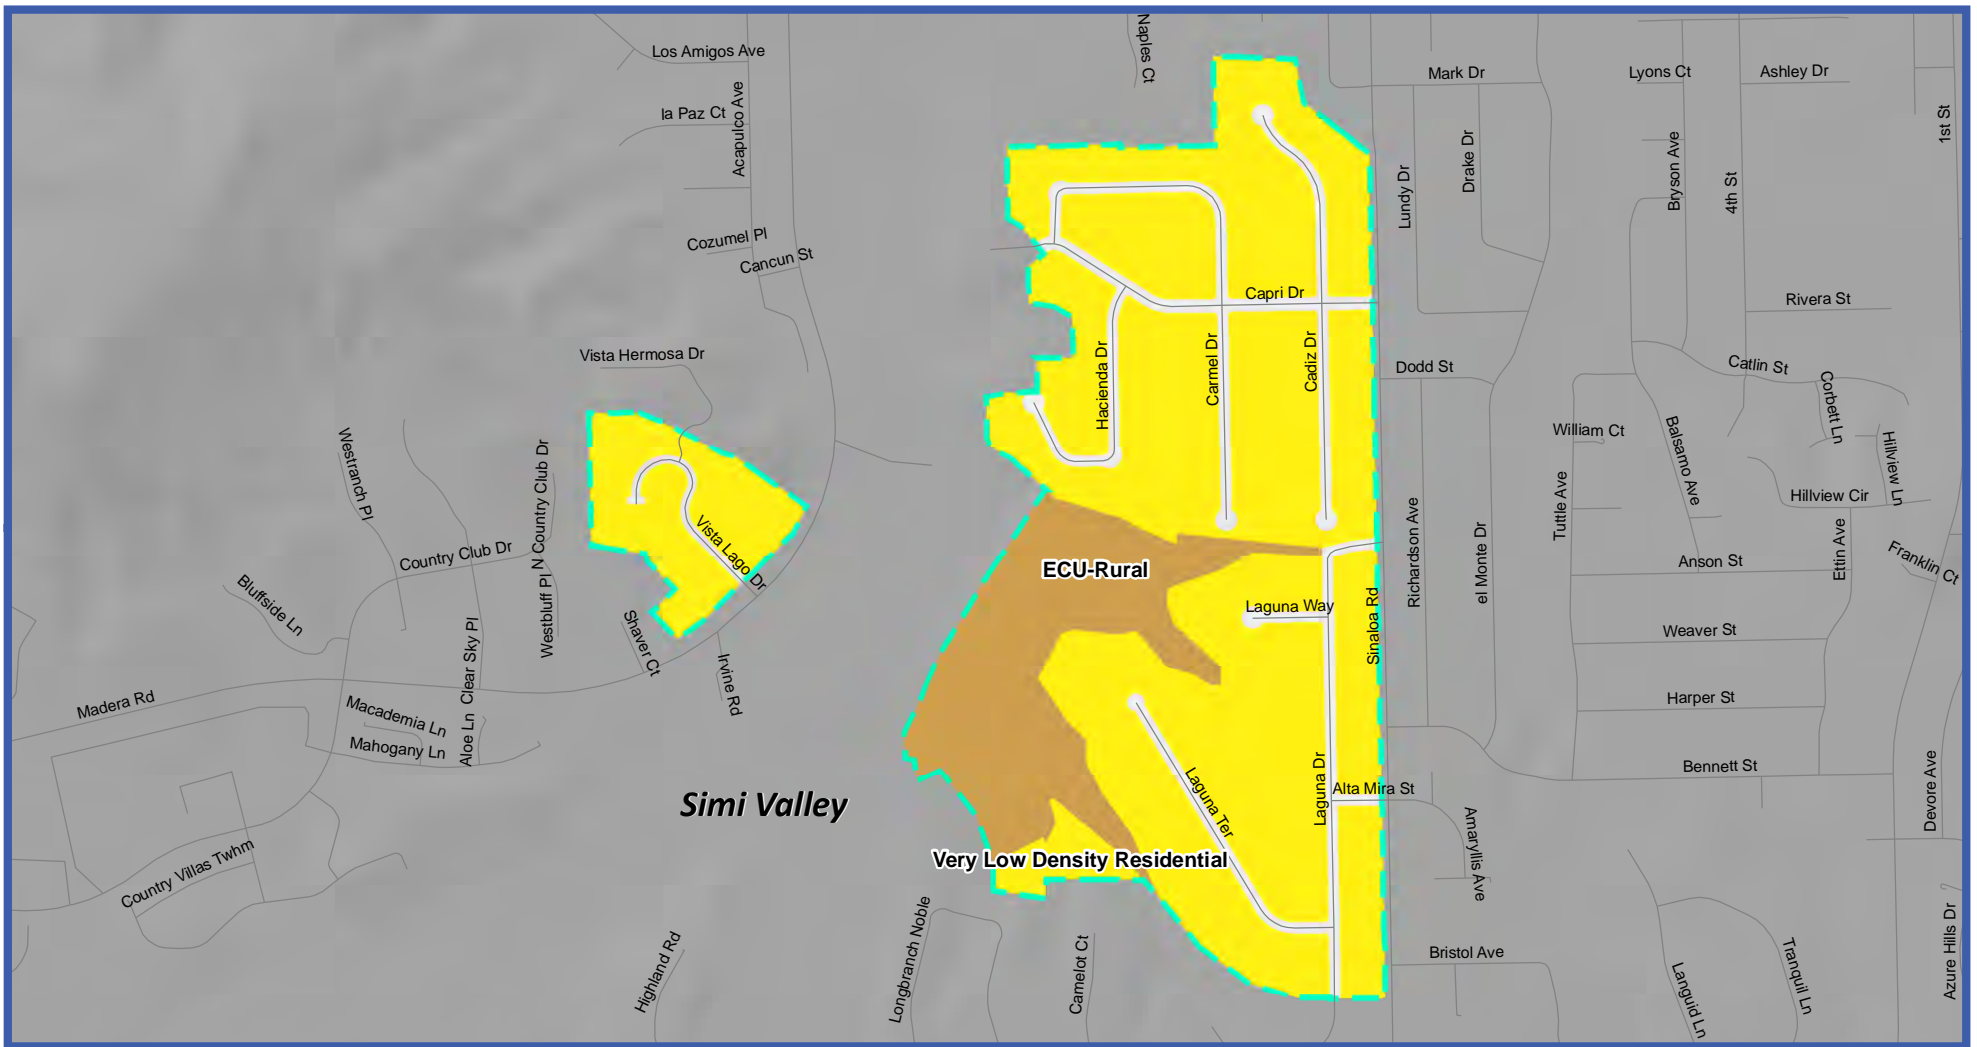 Los Amigos Ave
la Paz Ct
Acapulco Ave
Cozumel Pl
Cancun St
Vista Hermosa Dr
Naples Ct
Mark Dr
Lundy Dr
Drake Dr
Lyons Ct
Ashley Dr
Bryson Ave
4th St
1st St
Rivera St
Capri Dr
Hacienda Dr
Carmel Dr
Cadiz Dr
Dodd St
Catlin St
Corbett Ln
William Ct
Balsamo Ave
Hillview Ln
Hillview Cir
Tuttle Ave
Ettin Ave
Anson St
Franklin Ct
Richardson Ave
el Monte Dr
Westranch Pl
N Country Club Dr
Country Club Dr
Westbluff Pl
Bluffside Ln
Vista Lago Dr
Shaver Ct
Irvine Rd
Clear Sky Pl
Aloe Ln
Madera Rd
Macademia Ln
Mahogany Ln
Country Villas Twhm
ECU-Rural
Laguna Way
Sinaloa Rd
Weaver St
Harper St
Bennett St
Simi Valley
Laguna Ter
Laguna Dr
Alta Mira St
Amaryllis Ave
Devore Ave
Very Low Density Residential
Highland Rd
Longbranch Noble
Camelot Ct
Bristol Ave
Languid Ln
Tranquil Ln
Azure Hills Dr